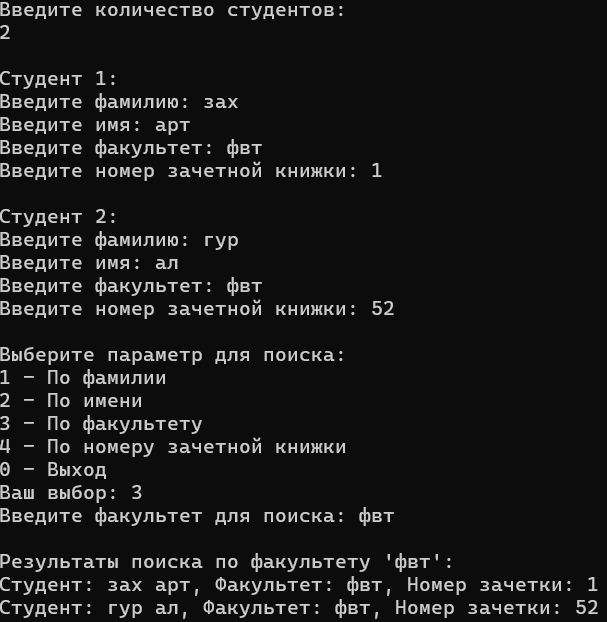 Введите количество студентов:
2
Студент 1:
Введите фамилию: зах
Введите имя: арт
Введите факультет: фвт
Введите номер зачетной книжки: 1
Студент 2:
Введите фамилию: гур
Введите имя: ал
Введите факультет: фвт
Введите номер зачетной книжки: 52
Выберите параметр для поиска:
1 - По фамилии
2 - По имени
3 - По факультету
4 - По номеру зачетной книжки
0 - Выход
Ваш выбор: 3
Введите факультет для поиска: фвт
Результаты поиска по факультету 'фвт':
Студент: зах арт, Факультет: фвт, Номер зачетки: 1
Студент: гур ал, Факультет: фвт, Номер зачетки: 52